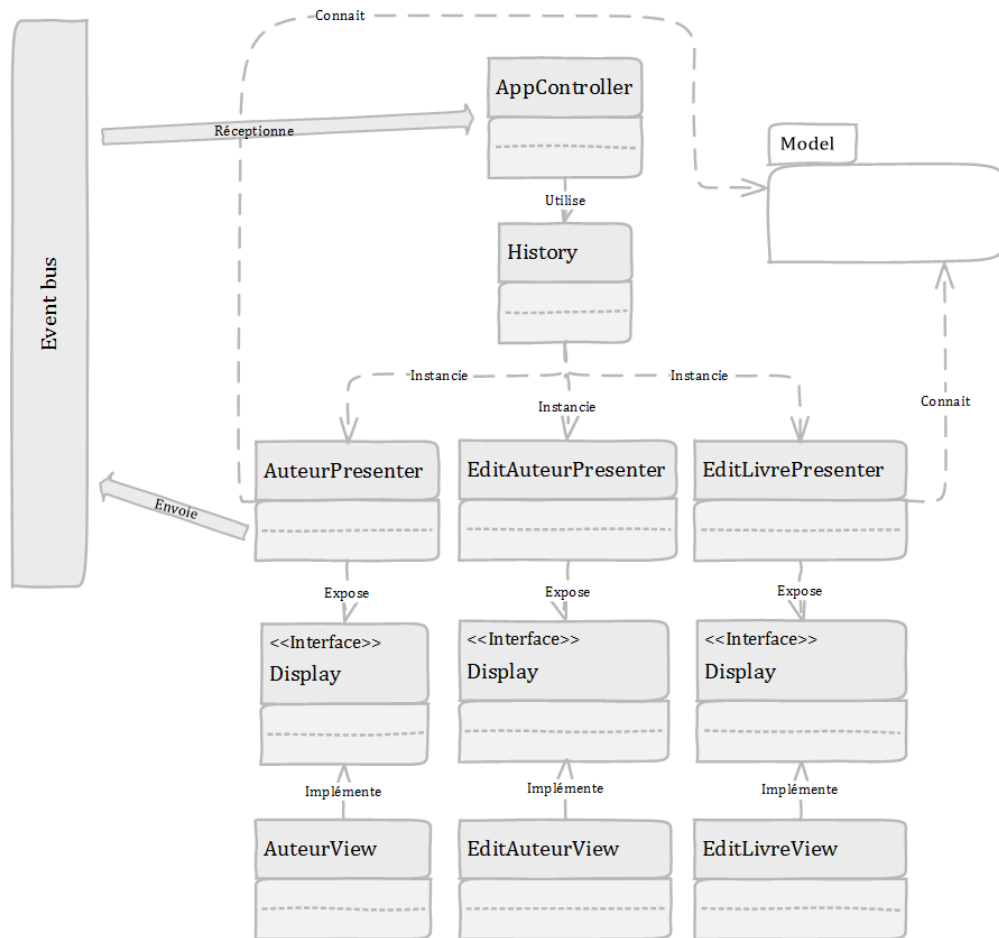 Connait
AppController
Réceptionne
Model
Utilise
History
Event bus
Instancie
Instancie
Instancie
Connait
AuteurPresenter
EditAuteurPresenter
EditLivrePresenter
Envoie
Expose
Expose
Expose
<<Interface>>
Display
<<Interface>>
Display
<<Interface>>
Display
Implémente
Implémente
Implémente
AuteurView
EditAuteurView
EditLivreView